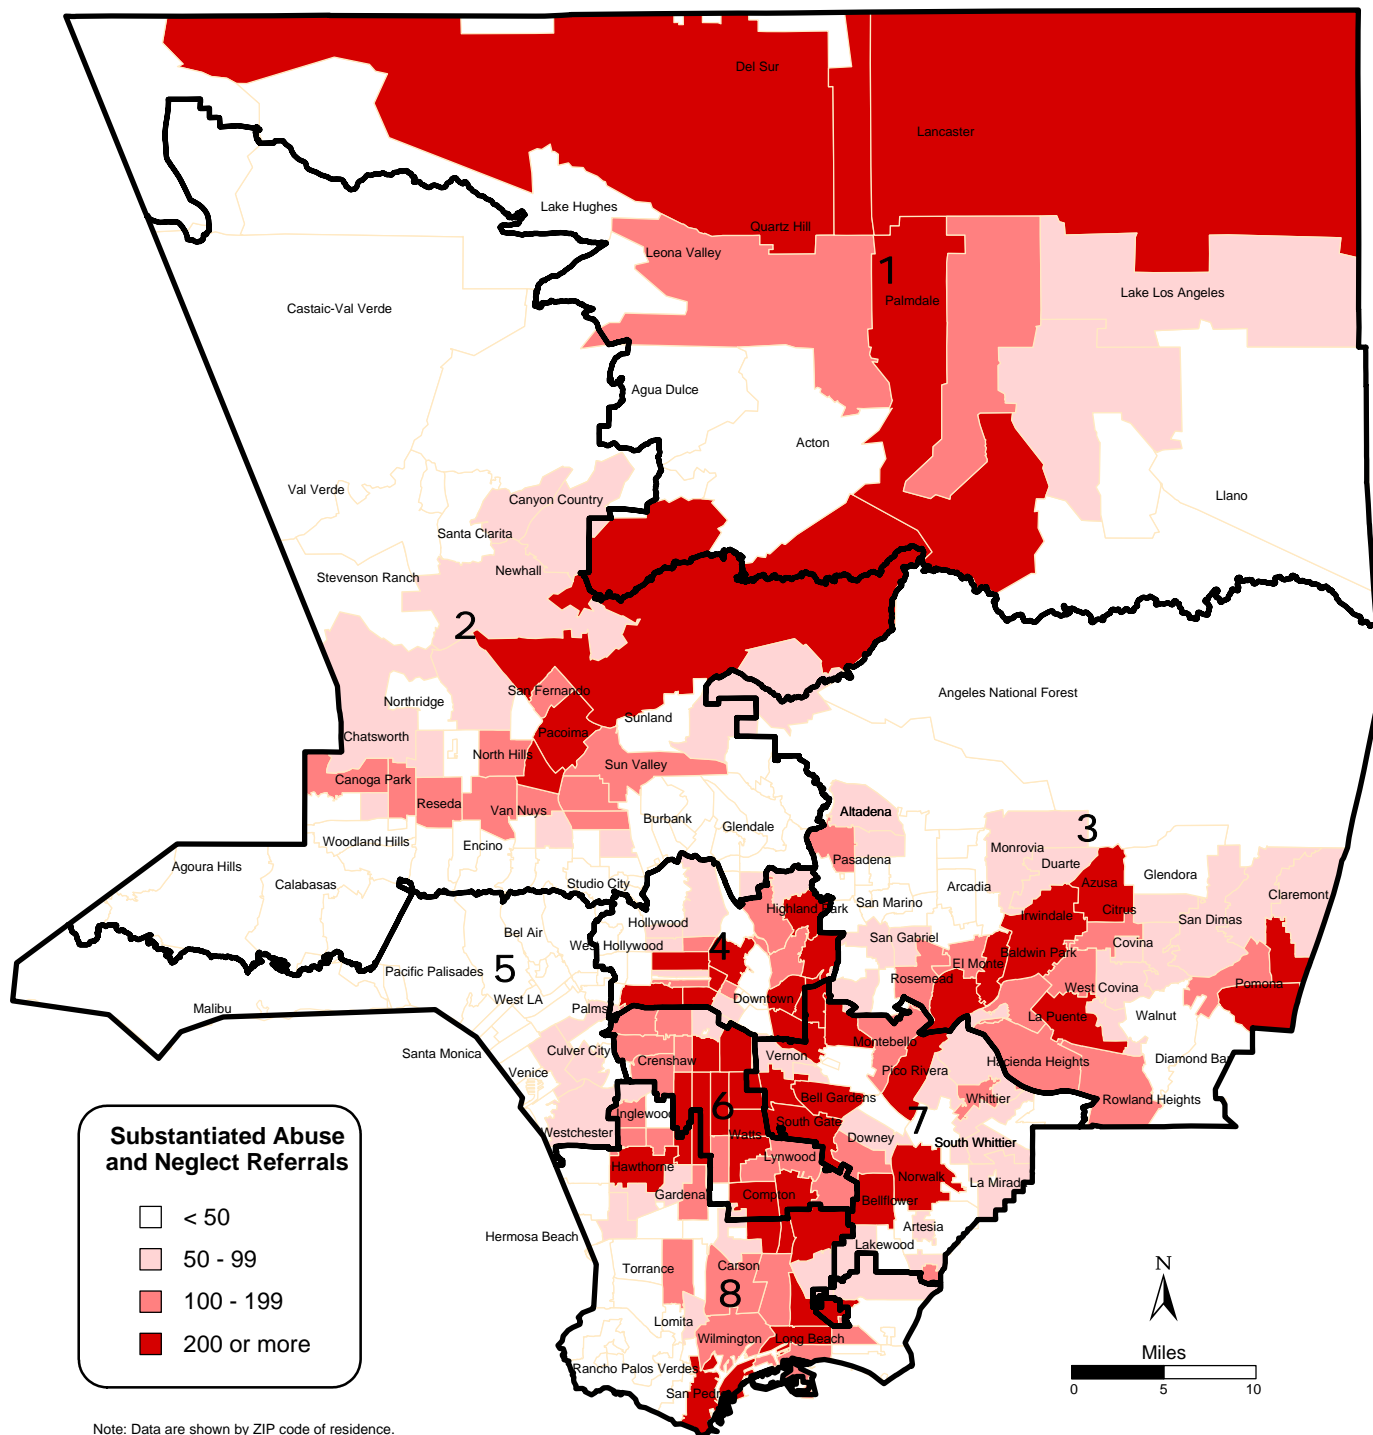 Del Sur
Lancaster
Lake Hughes
Quartz Hill
Leona Valley
1
Palmdale
Lake Los Angeles
Castaic-Val Verde
Agua Dulce
Acton
Val Verde
Canyon Country
Llano
Santa Clarita
Newhall
Stevenson Ranch
2
San Fernando
Angeles National Forest
Northridge
Sunland
Chatsworth
Pacoima
North Hills
Sun Valley
Canoga Park
Reseda
Van Nuys
Burbank
Glendale
Altadena
3
Woodland Hills
Encino
Monrovia
Pasadena
Duarte
Agoura Hills
Calabasas
Studio City
Arcadia
Azusa
Glendora
Claremont
San Marino
Highland Park
Irwindale
Citrus
San Dimas
Hollywood
Bel Air
West Hollywood
4
San Gabriel
Covina
Baldwin Park
El Monte
5
Pacific Palisades
Rosemead
West Covina
Pomona
West LA
Downtown
Malibu
Palms
La Puente
Walnut
Santa Monica
Culver City
Crenshaw
Vernon
Montebello
Hacienda Heights
Diamond Bar
Venice
Pico Rivera
Bell Gardens
Whittier
Rowland Heights
Inglewood
6
South Gate
7
Westchester
Watts
Downey
South Whittier
Hawthorne
Lynwood
Norwalk
La Mirada
Gardena
Compton
Bellflower
Artesia
Hermosa Beach
Lakewood
Torrance
Carson
8
Lomita
Wilmington
Long Beach
Rancho Palos Verdes
San Pedro
Substantiated Abuse
and Neglect Referrals
< 50
50 - 99
100 - 199
200 or more
N
Miles
0 5 10
Note: Data are shown by ZIP code of residence.